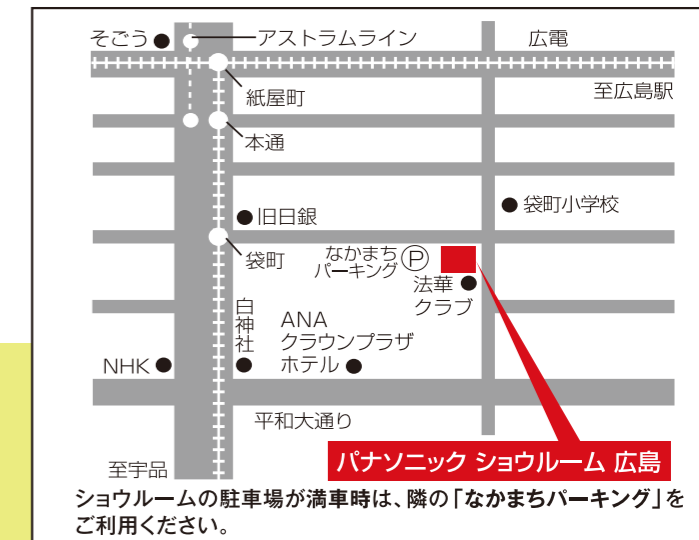 そごう
アストラムライン
広電
紙屋町
至広島駅
本通
旧日銀
袋町小学校
袋町
なかまち
パーキング
P
法華
クラブ
白神社
ANA
クラウンプラザ
ホテル
NHK
平和大通り
パナソニック ショウルーム 広島
至宇品
ショウルームの駐車場が満車時は、隣の「なかまちパーキング」を
ご利用ください。